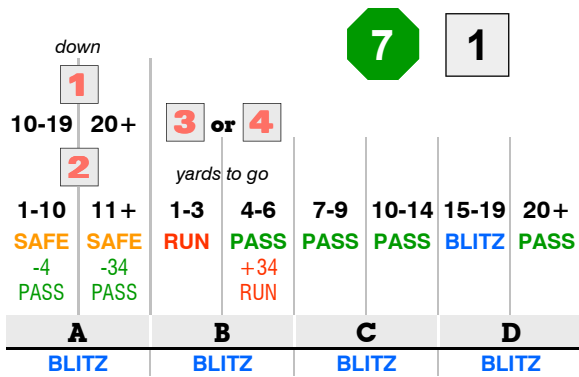 7 1
down
1
10-19 20+ 3 or 4
2 yards to go
1-10 11+ 1-3 4-6 7-9 10-14 15-19 20+
SAFE SAFE RUN PASS PASS PASS BLITZ PASS
-4 -34 +34
PASS PASS RUN
A B C D
BLITZ BLITZ BLITZ BLITZ